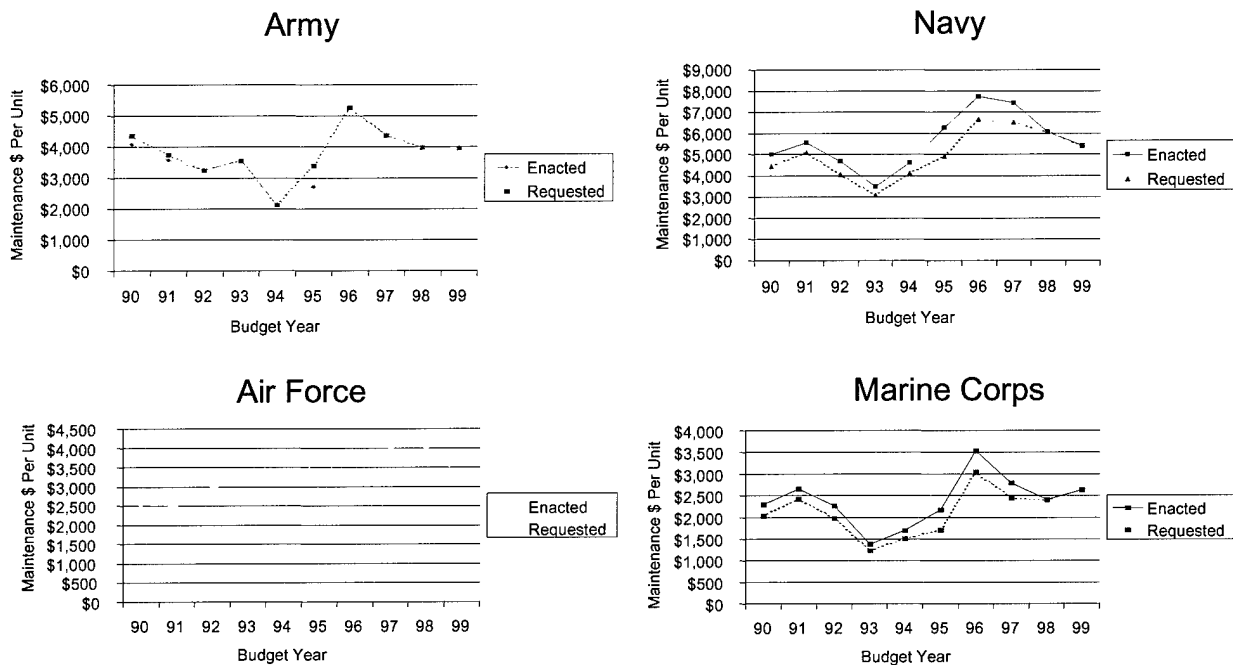 Army
Maintenance $ Per Unit
$6,000
$5,000
$4,000
$3,000
$2,000
$1,000
$0
90 91 92 93 94 95 96 97 98 99
Budget Year
Enacted
Requested
Navy
Maintenance $ Per Unit
$9,000
$8,000
$7,000
$6,000
$5,000
$4,000
$3,000
$2,000
$1,000
$0
90 91 92 93 94 95 96 97 98 99
Budget Year
Enacted
Requested
Air Force
Maintenance $ Per Unit
$4,500
$4,000
$3,500
$3,000
$2,500
$2,000
$1,500
$1,000
$500
$0
90 91 92 93 94 95 96 97 98 99
Budget Year
Enacted
Requested
Marine Corps
Maintenance $ Per Unit
$4,000
$3,500
$3,000
$2,500
$2,000
$1,500
$1,000
$500
$0
90 91 92 93 94 95 96 97 98 99
Budget Year
Enacted
Requested